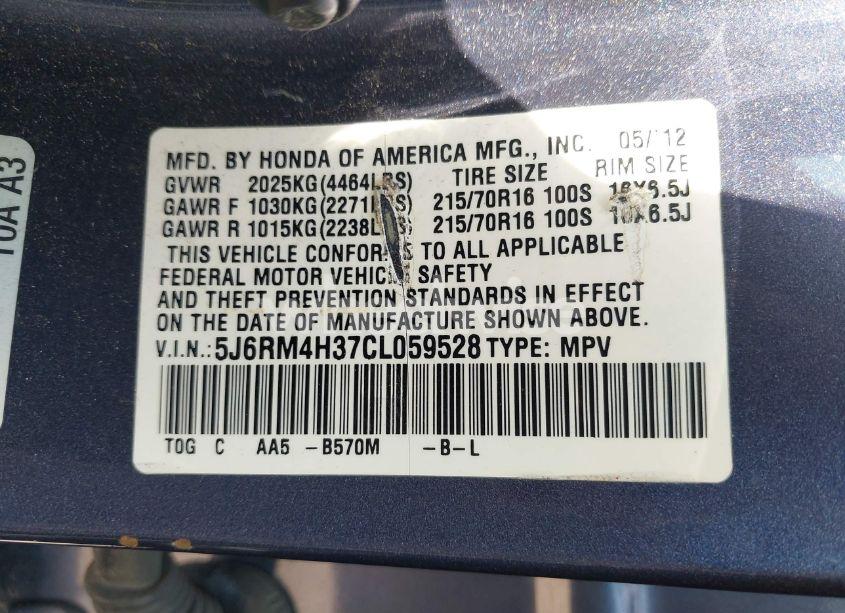 10A A3
MFD. BY HONDA OF AMERICA MFG., INC. 05/12
GVWR 2025KG(4464LBS) TIRE SIZE RIM SIZE
GAWR F 1030KG(2271LBS) 215/70R16 100S 16X6.5J
GAWR R 1015KG(2238LBS) 215/70R16 100S 16X6.5J
THIS VEHICLE CONFORMS TO ALL APPLICABLE
FEDERAL MOTOR VEHICLE SAFETY
AND THEFT PREVENTION STANDARDS IN EFFECT
ON THE DATE OF MANUFACTURE SHOWN ABOVE.
V.I.N.: 5J6RM4H37CL059528 TYPE: MPV
TOG C AA5 -B570M -B-L